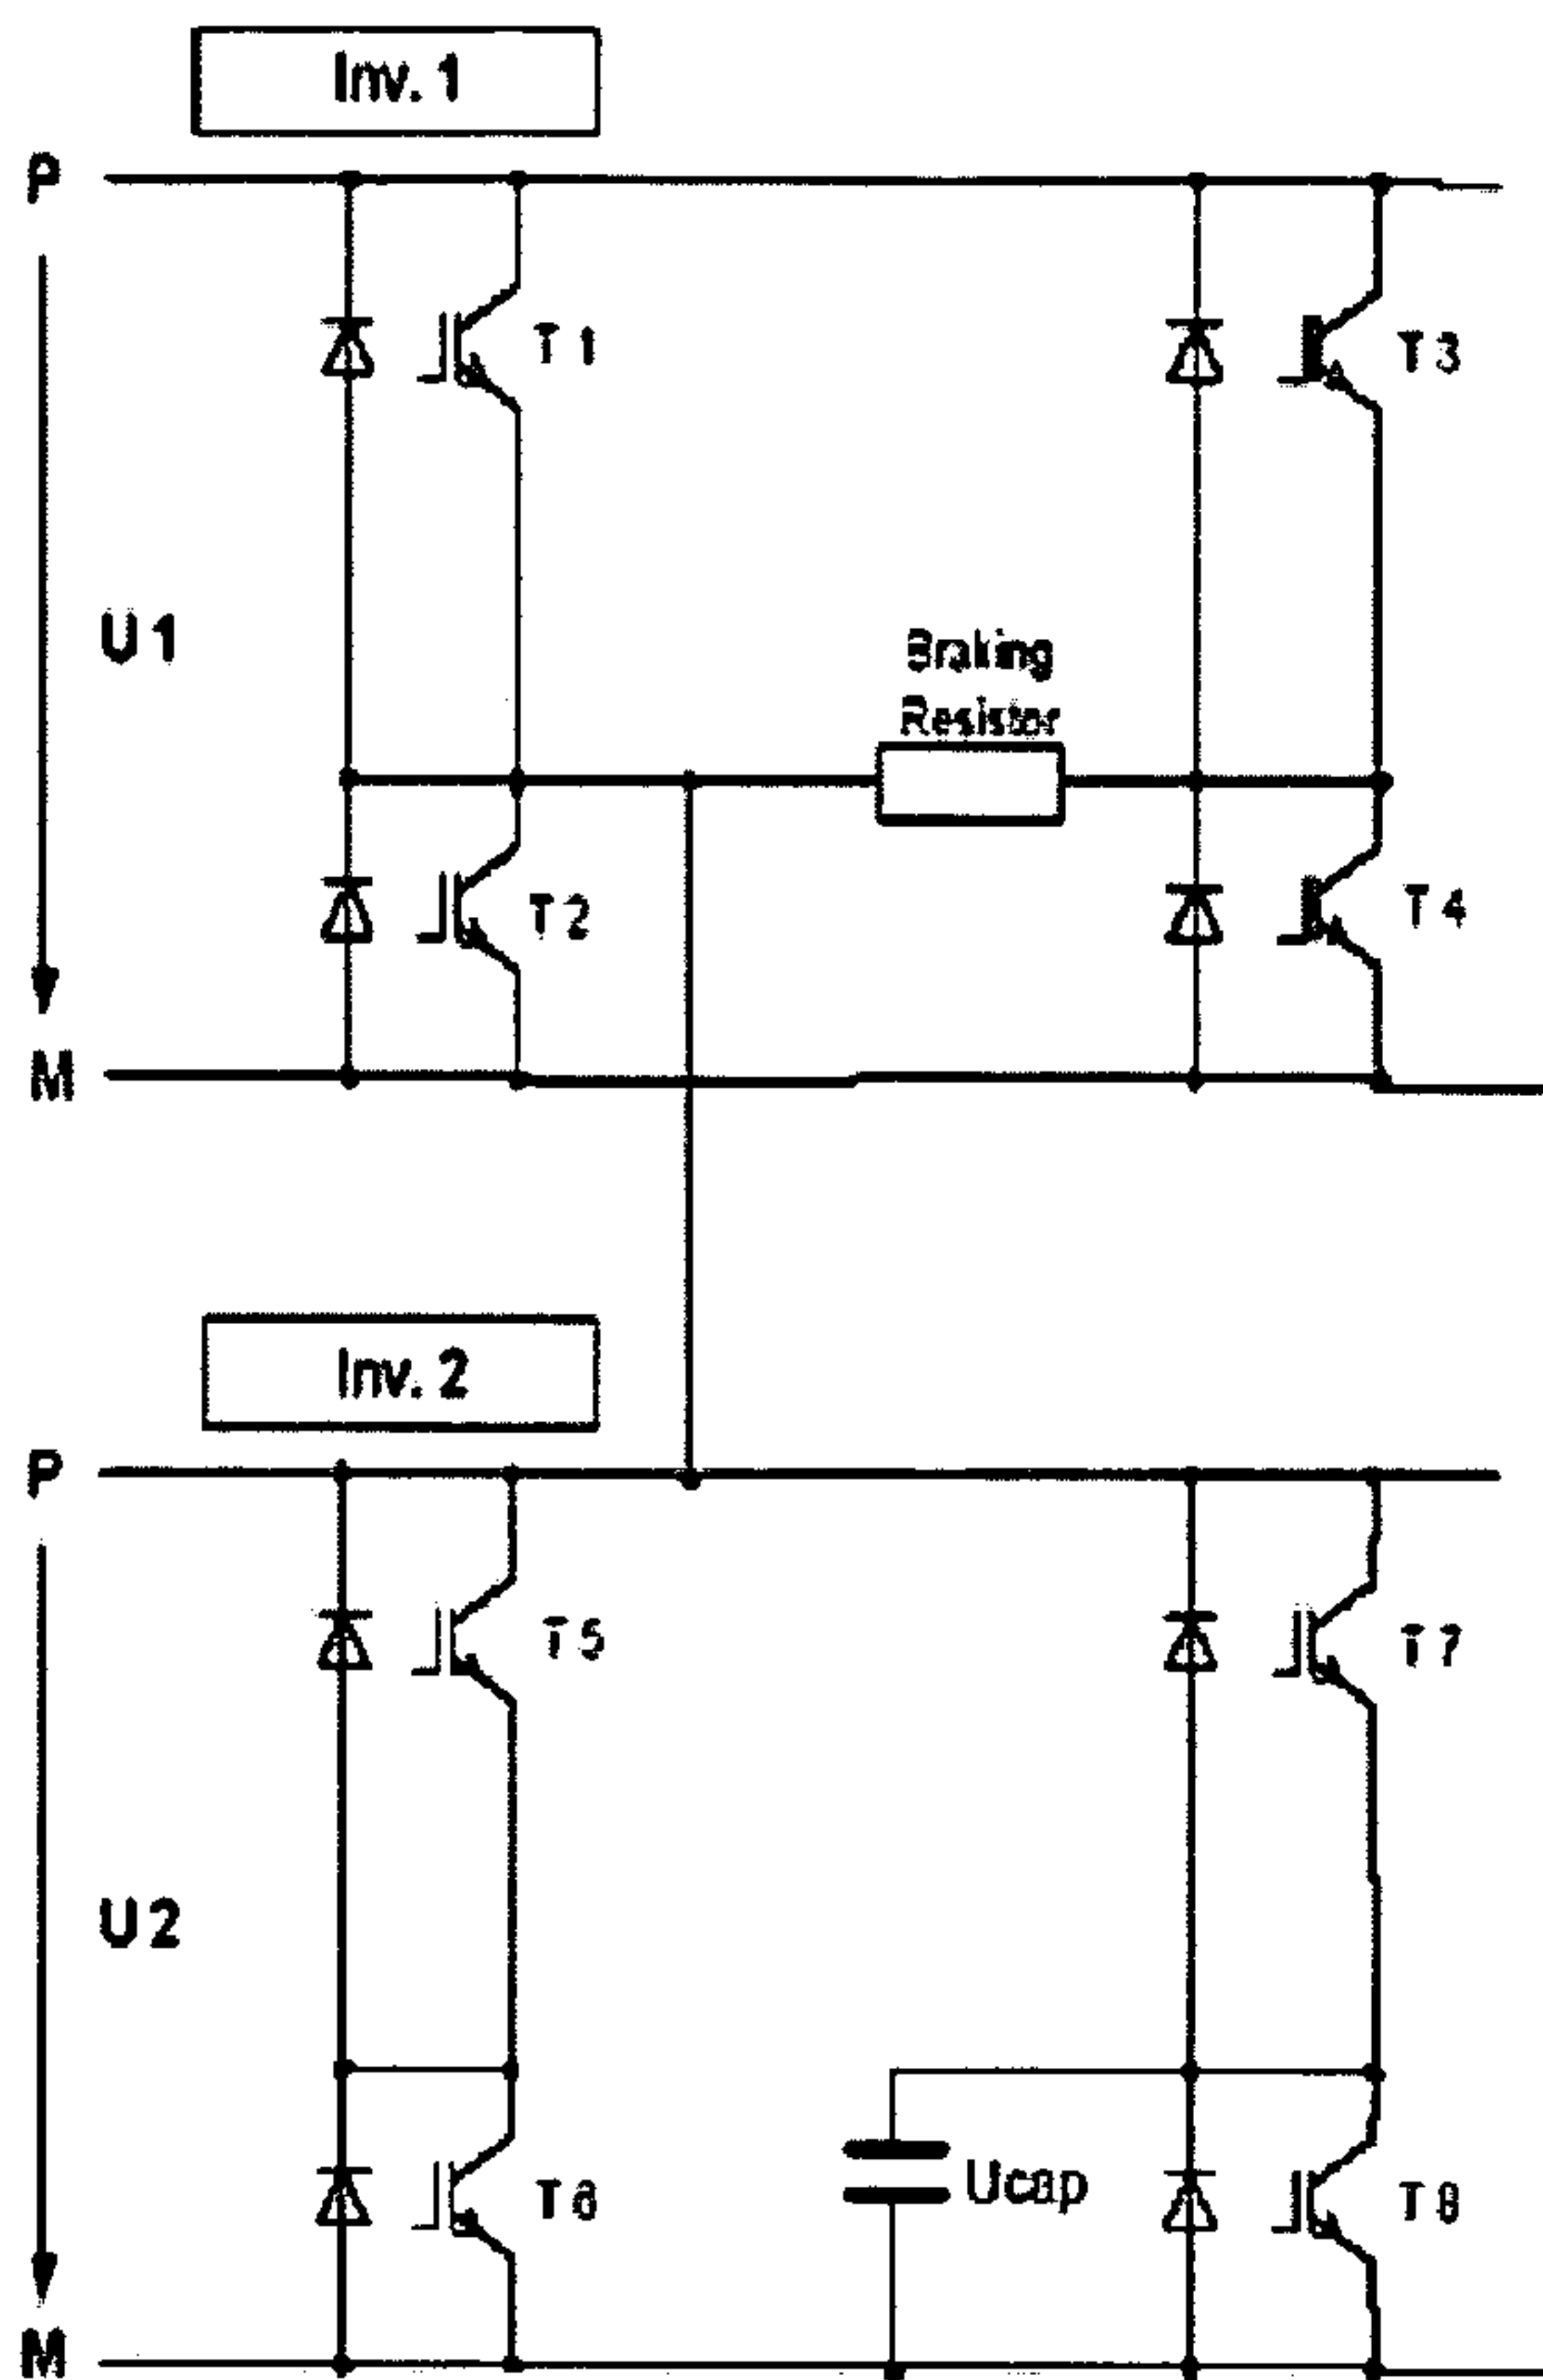 Inv. 1
P
T1
T3
U1
Braking
Resistor
T2
T4
M
Inv. 2
P
T5
T7
U2
Ucap
T6
T8
M